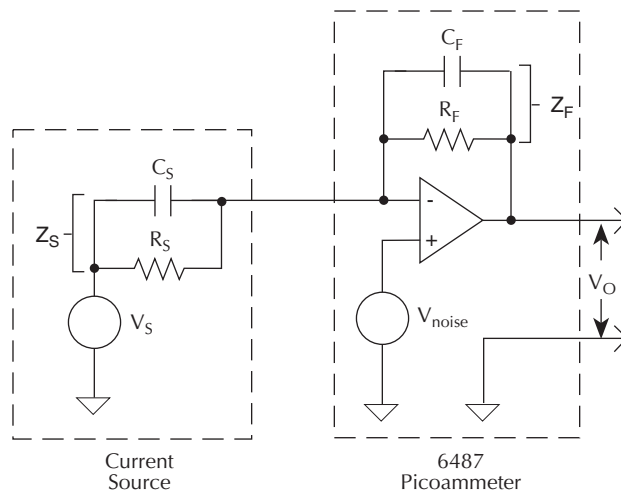 C_F
Z_F
R_F
C_S
Z_S
R_S
-
+
V_S
V_noise
V_O
Current
Source
6487
Picoammeter